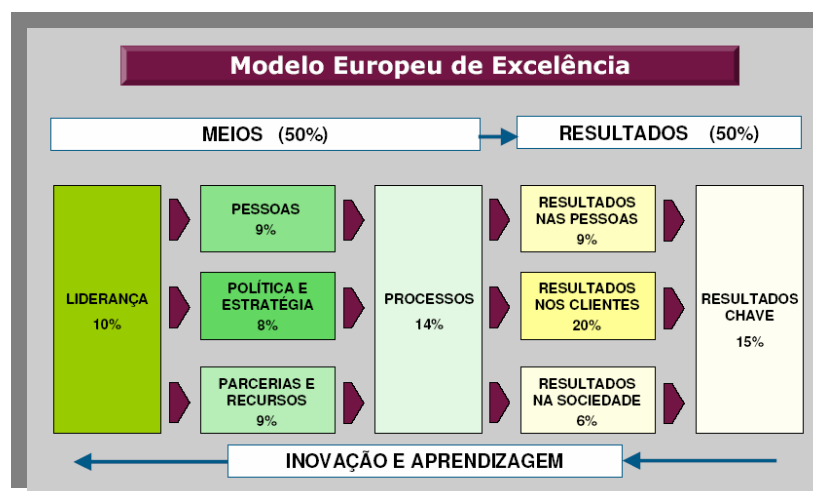 Modelo Europeu de Excelência
MEIOS (50%)
RESULTADOS (50%)
LIDERANÇA
10%
PESSOAS
9%
POLÍTICA E
ESTRATÉGIA
8%
PARCERIAS E
RECURSOS
9%
PROCESSOS
14%
RESULTADOS
NAS PESSOAS
9%
RESULTADOS
NOS CLIENTES
20%
RESULTADOS
NA SOCIEDADE
6%
RESULTADOS
CHAVE
15%
INOVAÇÃO E APRENDIZAGEM